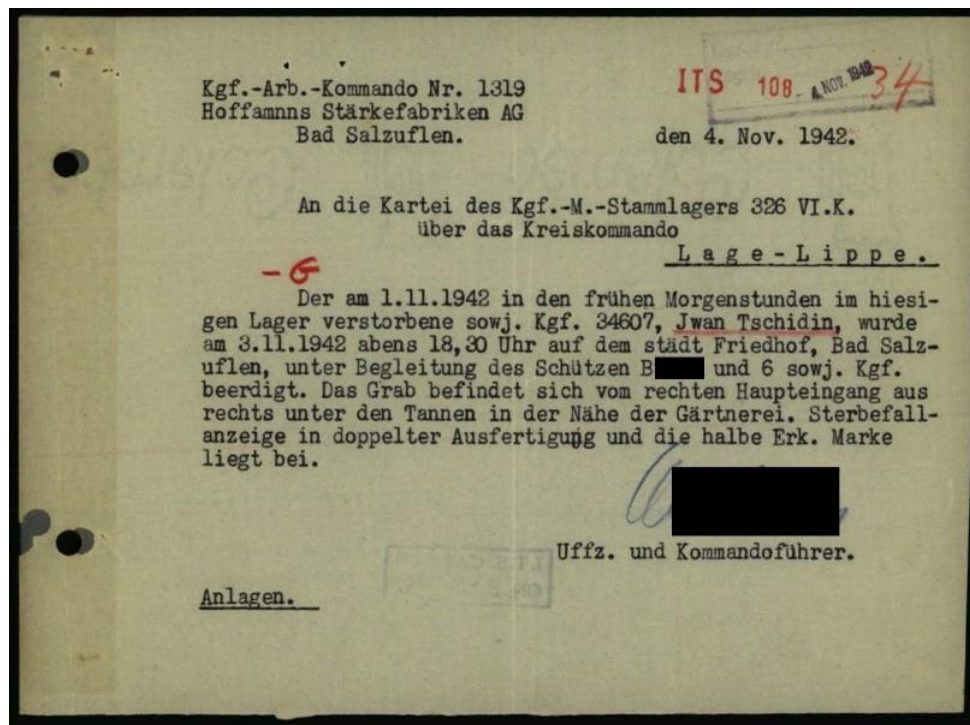 Kgf.-Arb.-Kommando Nr. 1319
Hoffamnns Stärkefabriken AG
Bad Salzuflen.
ITS 108 4 NOV. 1942 34
den 4. Nov. 1942.
An die Kartei des Kgf.-M.-Stammlagers 326 VI.K.
über das Kreiskommando
Lage-Lippe.
- G
Der am 1.11.1942 in den frühen Morgenstunden im hiesi-
gen Lager verstorbene sowj. Kgf. 34607, Jwan Tschidin, wurde
am 3.11.1942 abens 18,30 Uhr auf dem städt Friedhof, Bad Salz-
uflen, unter Begleitung des Schützen B und 6 sowj. Kgf.
beerdigt. Das Grab befindet sich vom rechten Haupteingang aus
rechts unter den Tannen in der Nähe der Gärtnerei. Sterbefall-
anzeige in doppelter Ausfertigung und die halbe Erk. Marke
liegt bei.
Uffz. und Kommandoführer.
Anlagen.